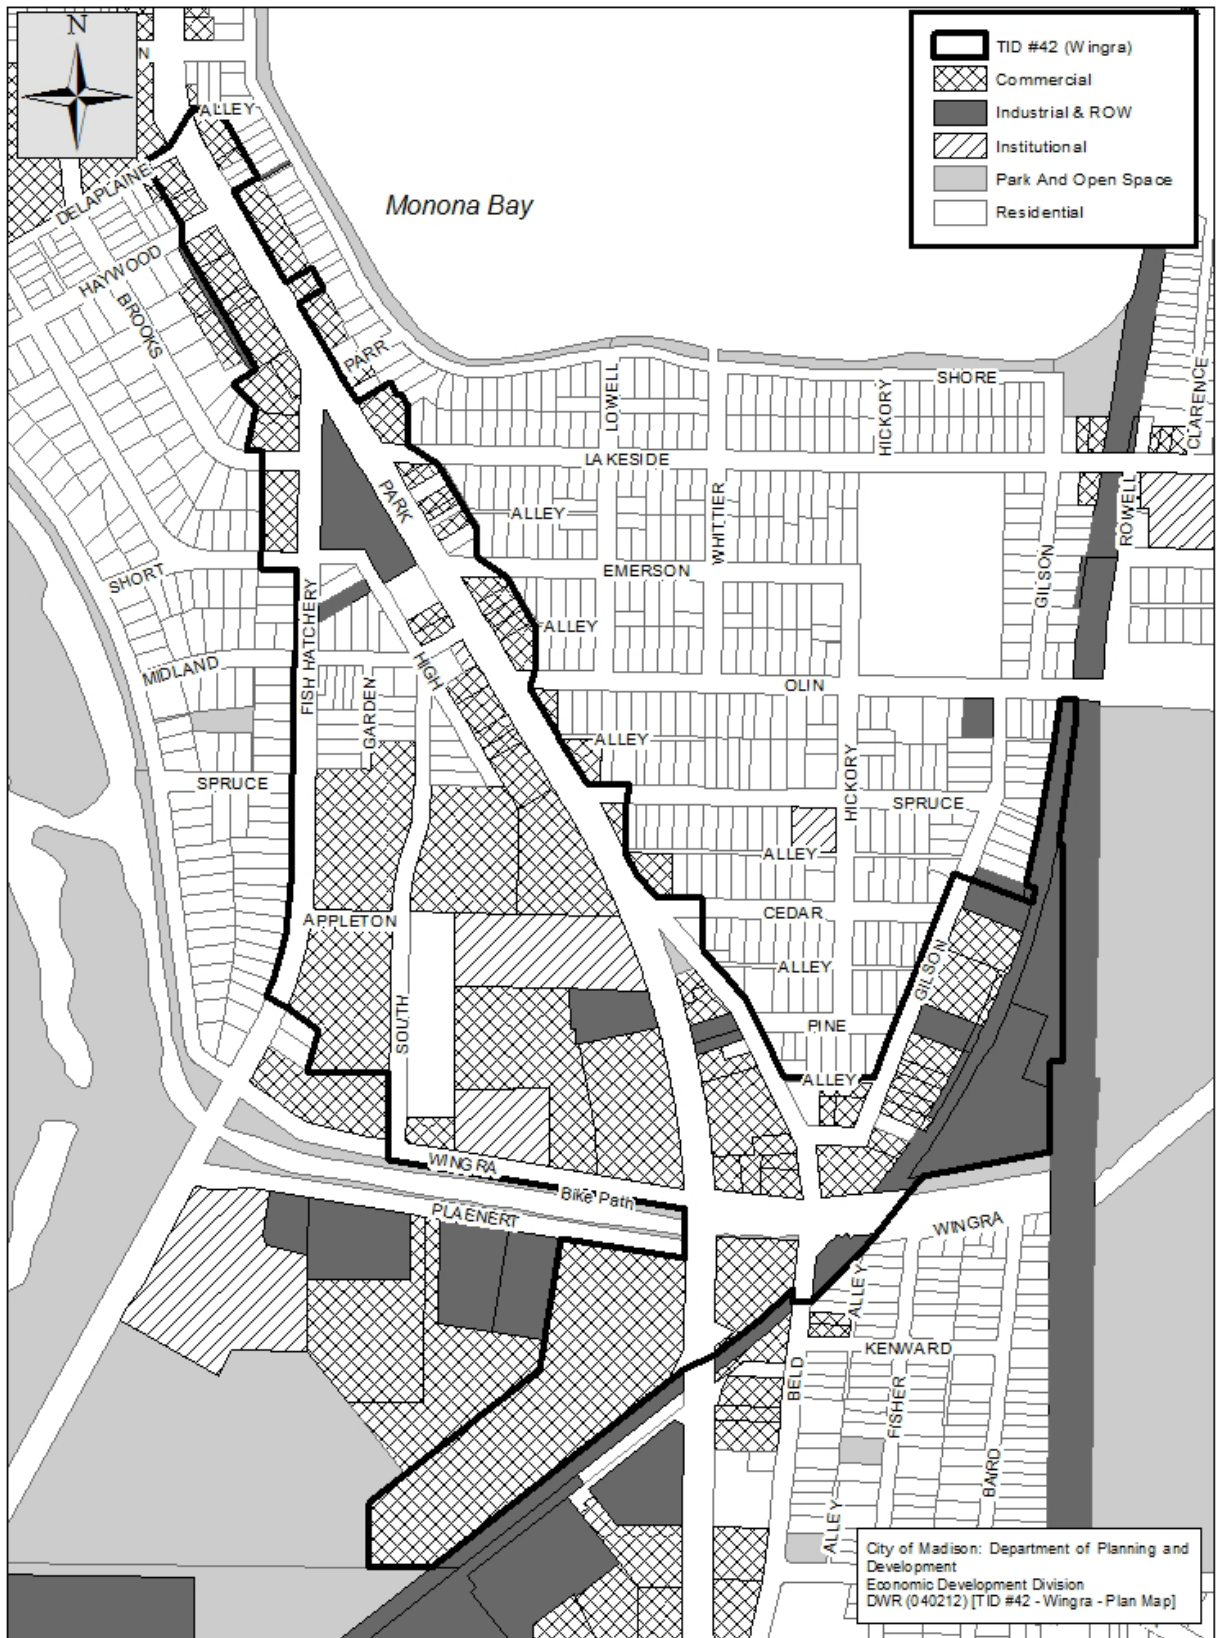 N
N
ALLEY
TID #42 (Wingra)
Commercial
Industrial & ROW
Institutional
Park And Open Space
Residential
DELAPLAINE
Monona Bay
HAYWOOD
BROOKS
PARR
SHORE
LOWELL
HICKORY
CLARENCE
LAKESIDE
PARK
ALLEY
WHITTIER
ROWELL
SHORT
EMERSON
GILSON
FISH HATCHERY
ALLEY
MIDLAND
HIGH
OLIN
GARDEN
ALLEY
SPRUCE
HICKORY
SPRUCE
ALLEY
APPLETON
CEDAR
ALLEY
GILSON
SOUTH
PINE
ALLEY
WINGRA
Bike Path
PLAENERT
WINGRA
ALLEY
KENWARD
BELD
FISHER
BAIRD
ALLEY
City of Madison: Department of Planning and
Development
Economic Development Division
DWR (040212) [TID #42 - Wingra - Plan Map]